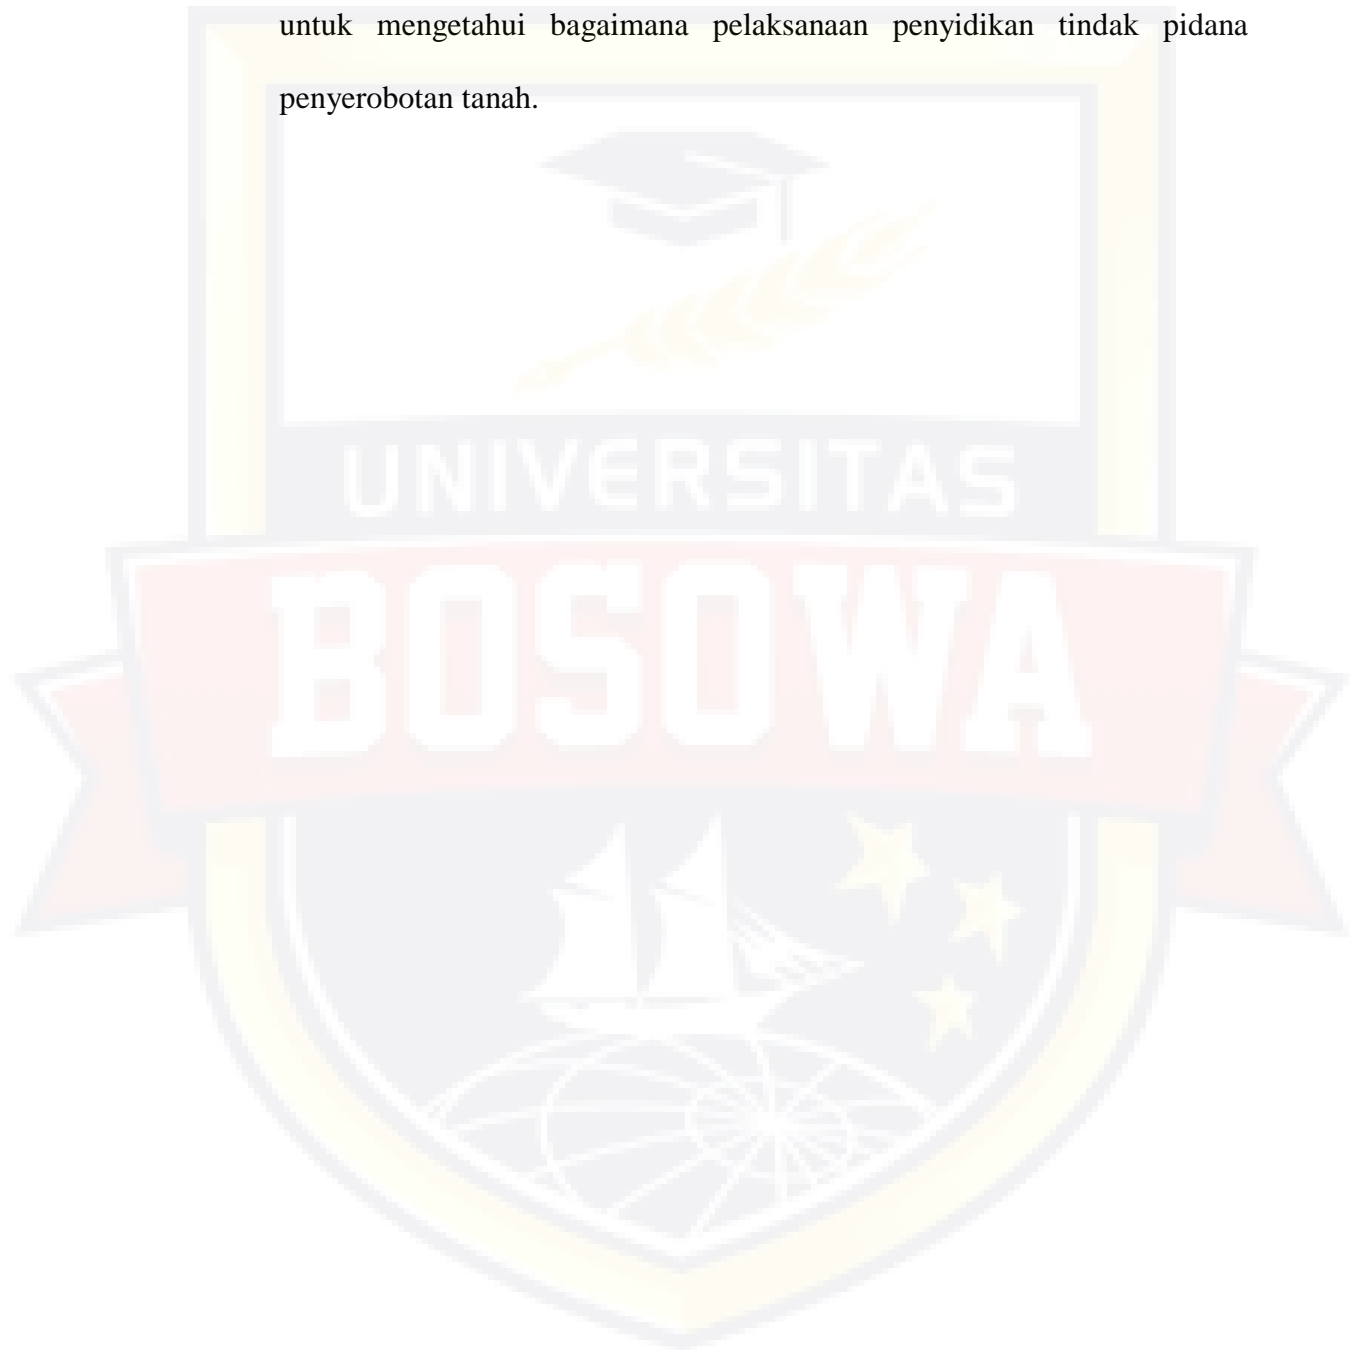 untuk mengetahui bagaimana pelaksanaan penyidikan tindak pidana
penyerobotan tanah.
UNIVERSITAS
BOSOWA